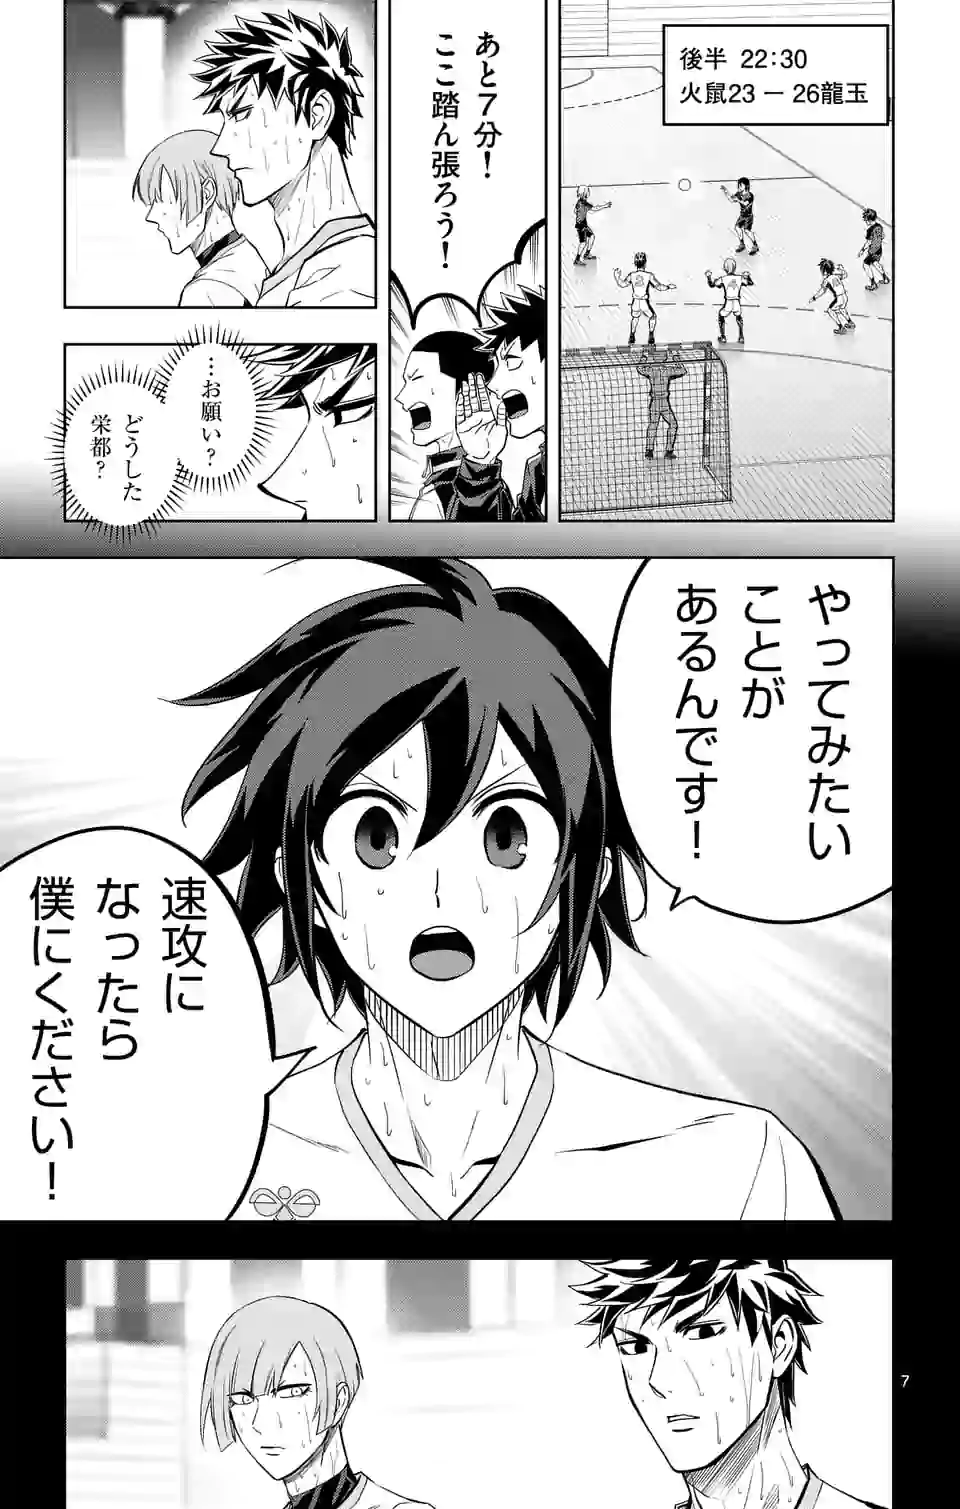 後半 22:30
火鼠23 ー 26龍玉
あと7分！
ここ踏ん張ろう！
…お願い？
どうした
栄都？
やってみたい
ことが
あるんです！
速攻に
なったら
僕にください！
7